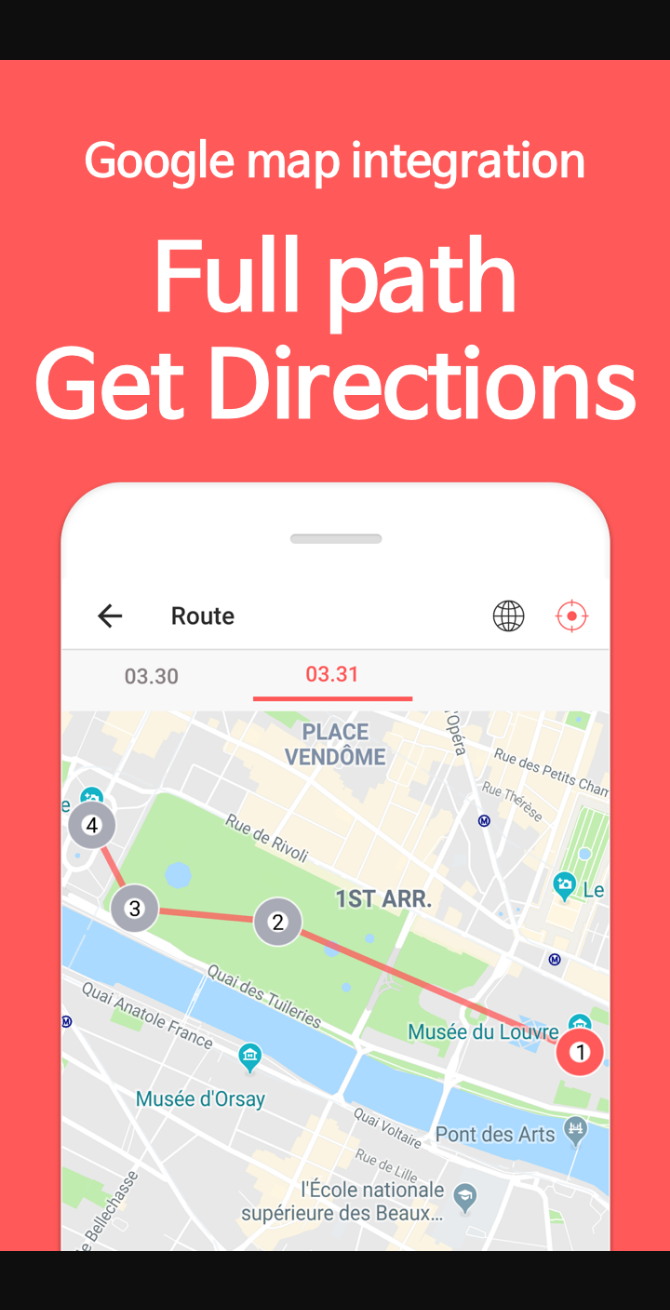 Google map integration
Full path
Get Directions
Route
03.30
03.31
PLACE
VENDÔME
l'Opéra
Rue des Petits Cham
Rue Thérèse
M
e
4
Rue de Rivoli
Le
1ST ARR.
3
2
M
Quai des Tuileries
Quai Anatole France
M
Musée du Louvre
1
Musée d'Orsay
Quai Voltaire
Pont des Arts
Rue de Lille
l'École nationale
supérieure des Beaux...
e Bellechasse